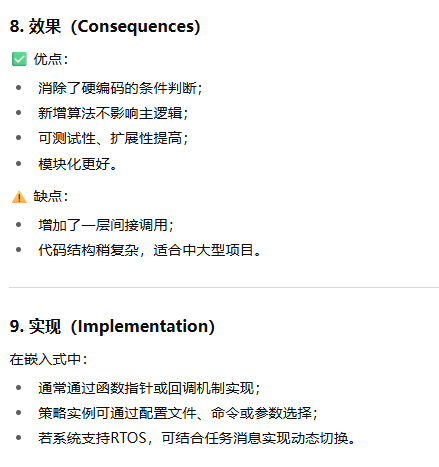 8. 效果（Consequences）
✅ 优点：
• 消除了硬编码的条件判断；
• 新增算法不影响主逻辑；
• 可测试性、扩展性提高；
• 模块化更好。
⚠️ 缺点：
• 增加了一层间接调用；
• 代码结构稍复杂，适合中大型项目。
9. 实现（Implementation）
在嵌入式中：
• 通常通过函数指针或回调机制实现；
• 策略实例可通过配置文件、命令或参数选择；
• 若系统支持RTOS，可结合任务消息实现动态切换。